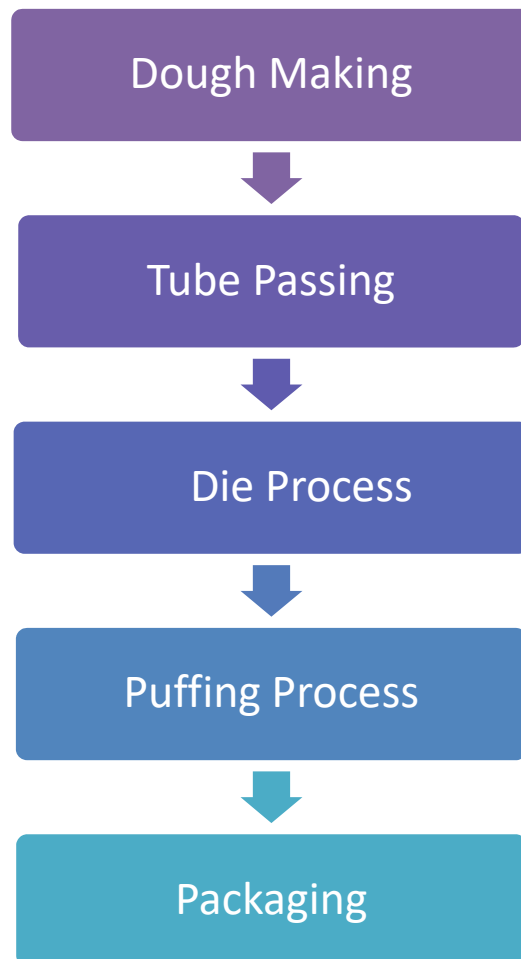 Dough Making
Tube Passing
Die Process
Puffing Process
Packaging